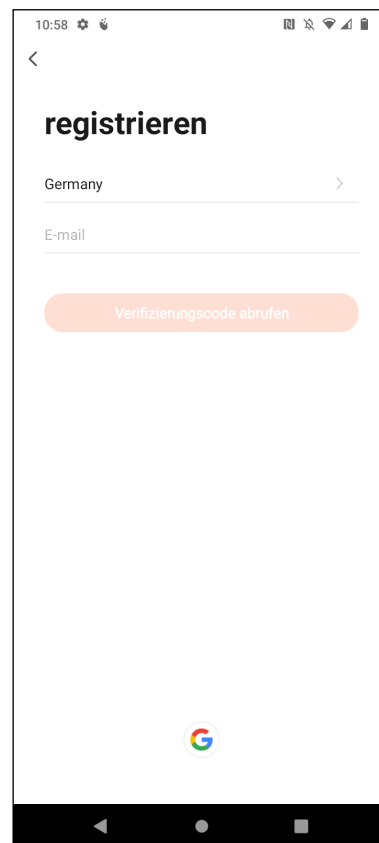 10:58
registrieren
Germany
E-mail
Verifizierungscode abrufen